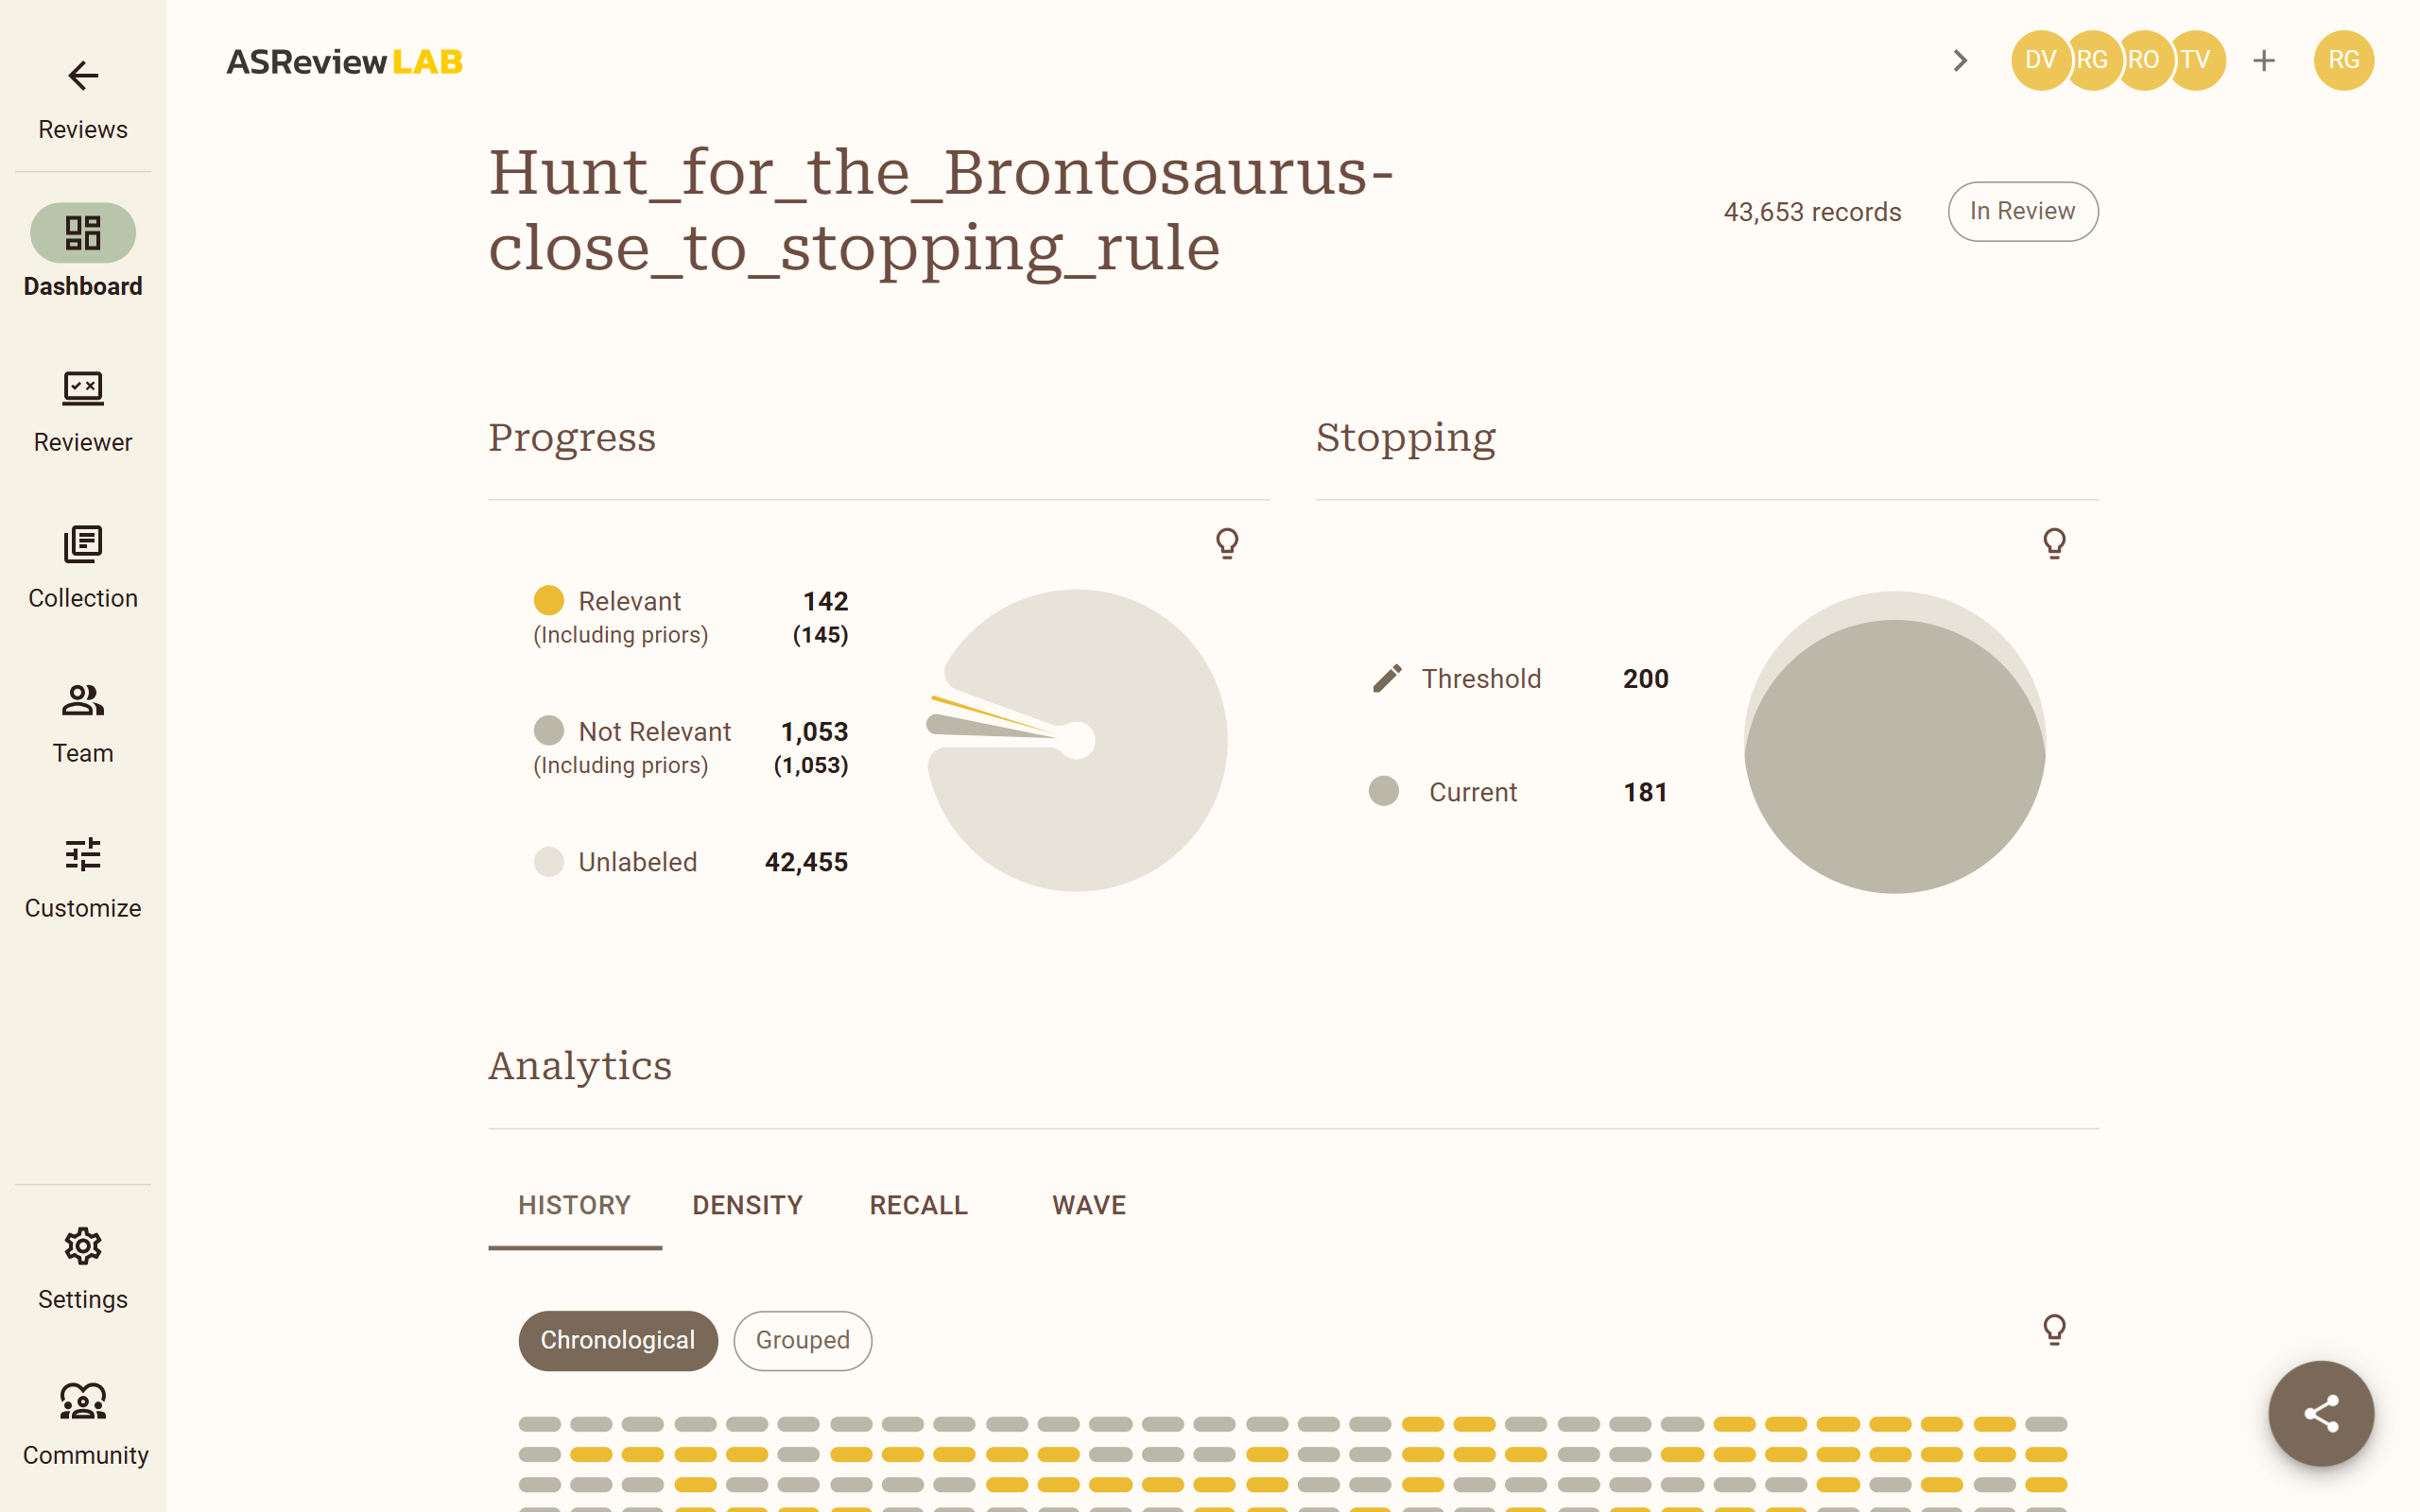 Reviews
Dashboard
Reviewer
Collection
Team
Customize
Settings
Community
ASReview LAB
DV RG RO TV + RG
Hunt_for_the_Brontosaurus-
close_to_stopping_rule
43,653 records
In Review
Progress
Relevant 142
(Including priors) (145)
Not Relevant 1,053
(Including priors) (1,053)
Unlabeled 42,455
Stopping
Threshold 200
Current 181
Analytics
HISTORY DENSITY RECALL WAVE
Chronological Grouped